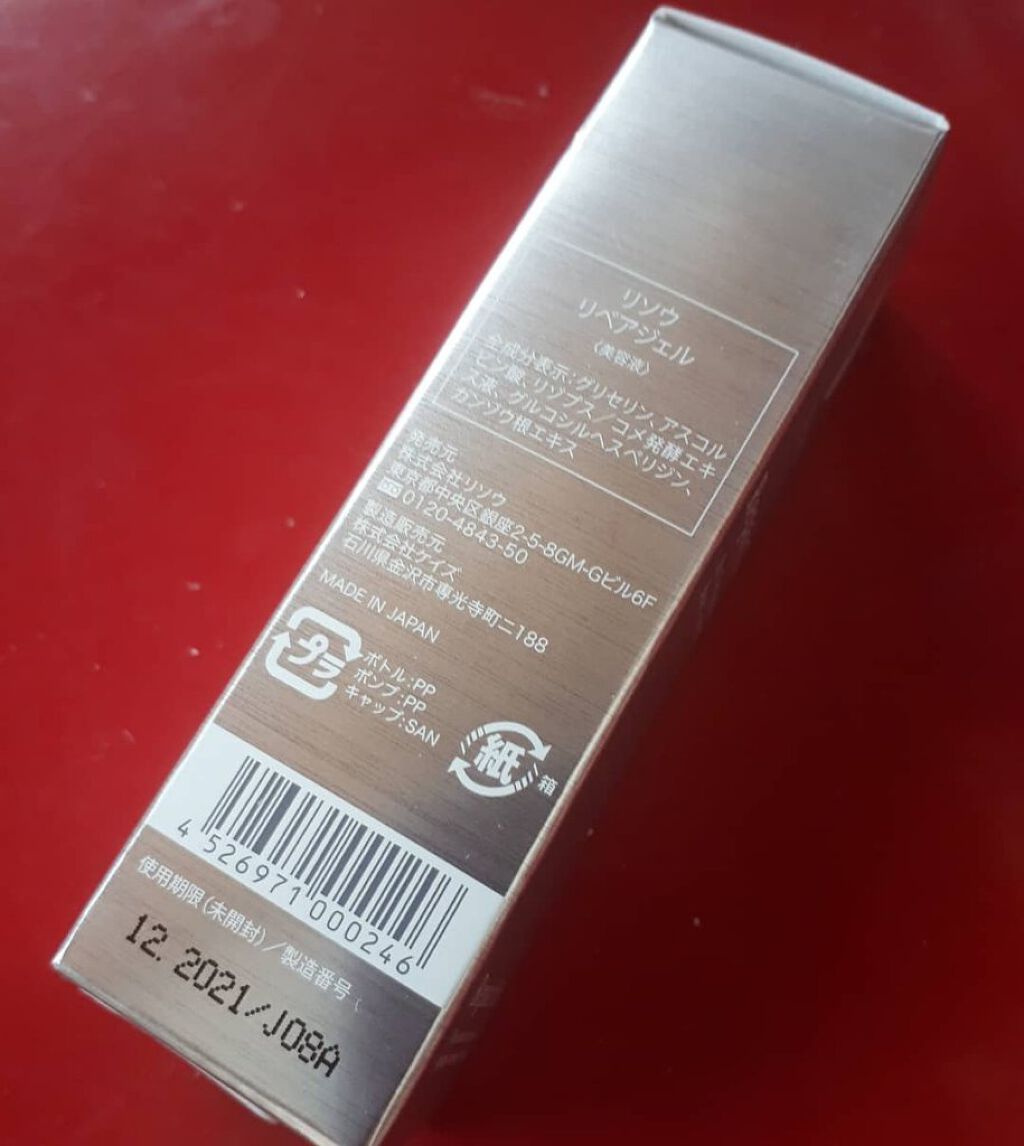 リソウ
リペアジェル
〈美容液〉
全成分表示:グリセリン、アスコル
ビン酸、リゾプス/コメ発酵エキ
ス液、グルコシルヘスペリジン、
カンゾウ根エキス
発売元
株式会社リソウ
東京都中央区銀座2-5-8GM-Gビル6F
0120-4843-50
製造販売元
株式会社ケイズ
石川県金沢市専光寺町ニ188
MADE IN JAPAN
プラ
ボトル:PP
ポンプ:PP
キャップ:SAN
紙
箱
4 526971 000246
使用期限(未開封)/製造番号
12. 2021/J08A